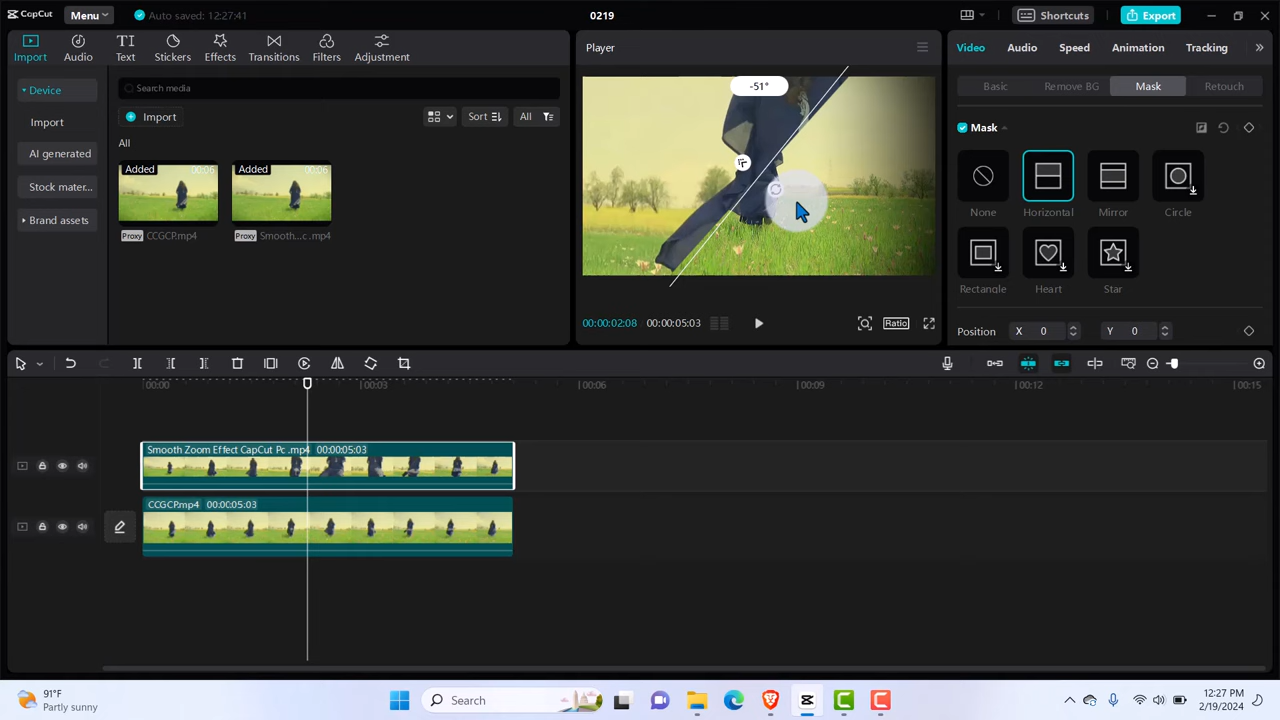 CapCut Menu Auto saved: 12:27:41 0219 Shortcuts Export
Import Audio Text Stickers Effects Transitions Filters Adjustment
Device
Import
AI generated
Stock mater...
Brand assets
Search media
Import Sort All
All
Added 00:06 Added 00:06
Proxy CCGCP.mp4 Proxy Smooth...c .mp4
Player
-51°
00:00:02:08 00:00:05:03 Ratio
Video Audio Speed Animation Tracking
Basic Remove BG Mask Retouch
Mask
None Horizontal Mirror Circle
Rectangle Heart Star
Position X 0 Y 0
00:00 00:03 00:06 00:09 00:12 00:15
Smooth Zoom Effect CapCut Pc .mp4 00:00:05:03
CCGCP.mp4 00:00:05:03
91°F
Partly sunny
Search
12:27 PM
2/19/2024